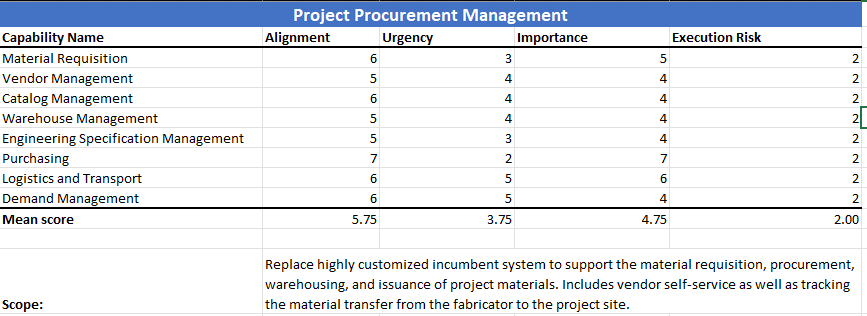 Project Procurement Management
Capability Name Alignment Urgency Importance Execution Risk
Material Requisition 6 3 5 2
Vendor Management 5 4 4 2
Catalog Management 6 4 4 2
Warehouse Management 5 4 4 2
Engineering Specification Management 5 3 4 2
Purchasing 7 2 7 2
Logistics and Transport 6 5 6 2
Demand Management 6 5 4 2
Mean score 5.75 3.75 4.75 2.00
Replace highly customized incumbent system to support the material requisition, procurement,
warehousing, and issuance of project materials. Includes vendor self-service as well as tracking
Scope: the material transfer from the fabricator to the project site.